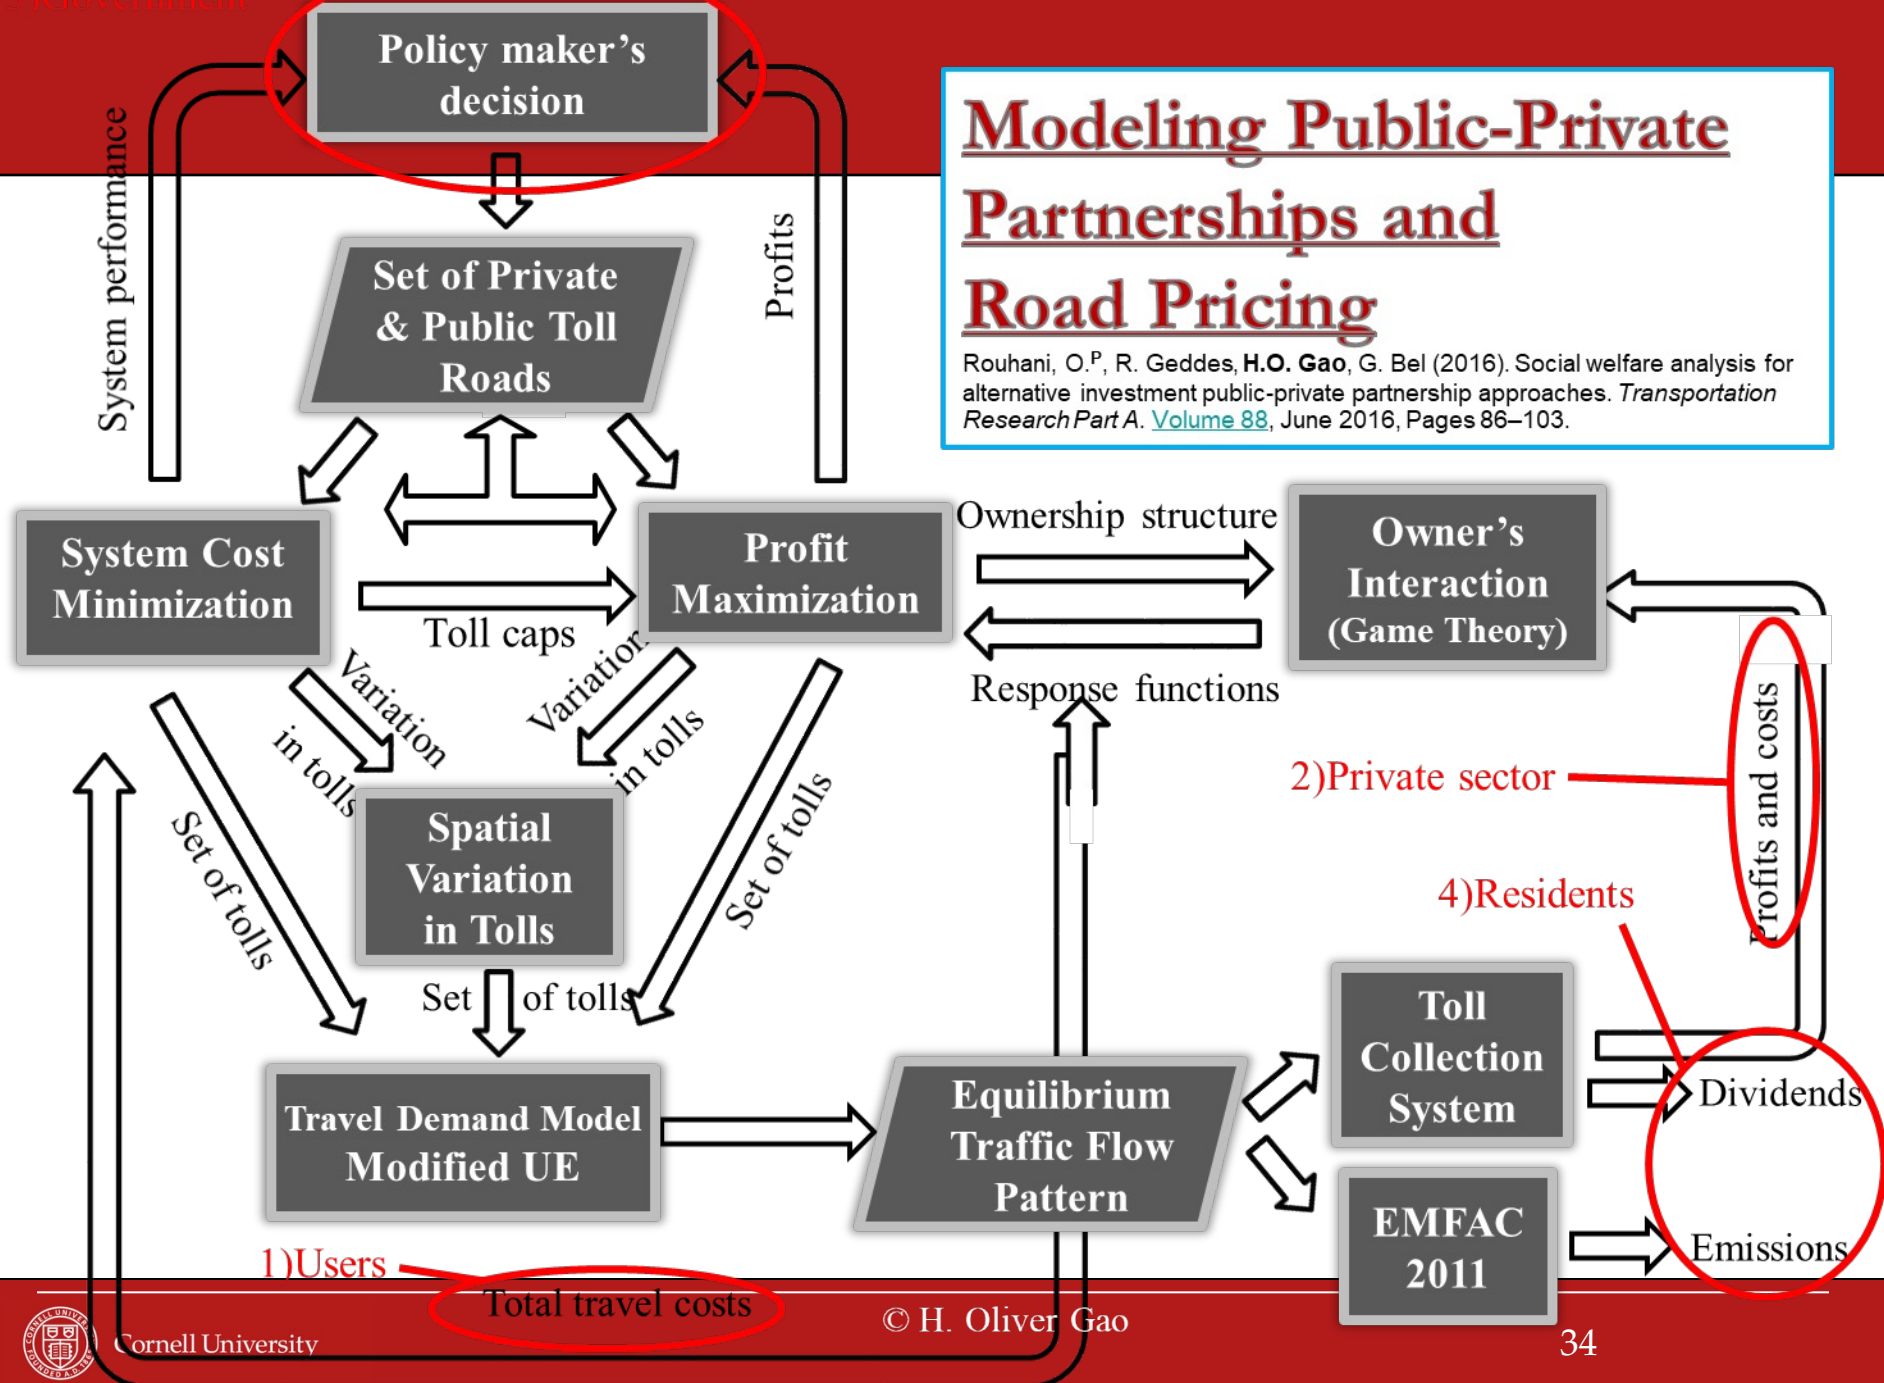 3)Government
Policy maker's
decision
System performance
Profits
Modeling Public-Private
Partnerships and
Road Pricing
Rouhani, O.P, R. Geddes, H.O. Gao, G. Bel (2016). Social welfare analysis for
alternative investment public-private partnership approaches. Transportation
Research Part A. Volume 88, June 2016, Pages 86–103.
Set of Private
& Public Toll
Roads
System Cost
Minimization
Profit
Maximization
Ownership structure
Owner's
Interaction
(Game Theory)
Toll caps
Response functions
Variation
in tolls
Variation
in tolls
Profits and costs
2)Private sector
Set of tolls
Spatial
Variation
in Tolls
Set of tolls
4)Residents
Set of tolls
Toll
Collection
System
Dividends
Travel Demand Model
Modified UE
Equilibrium
Traffic Flow
Pattern
EMFAC
2011
Emissions
1)Users
Total travel costs
© H. Oliver Gao
Cornell University
34